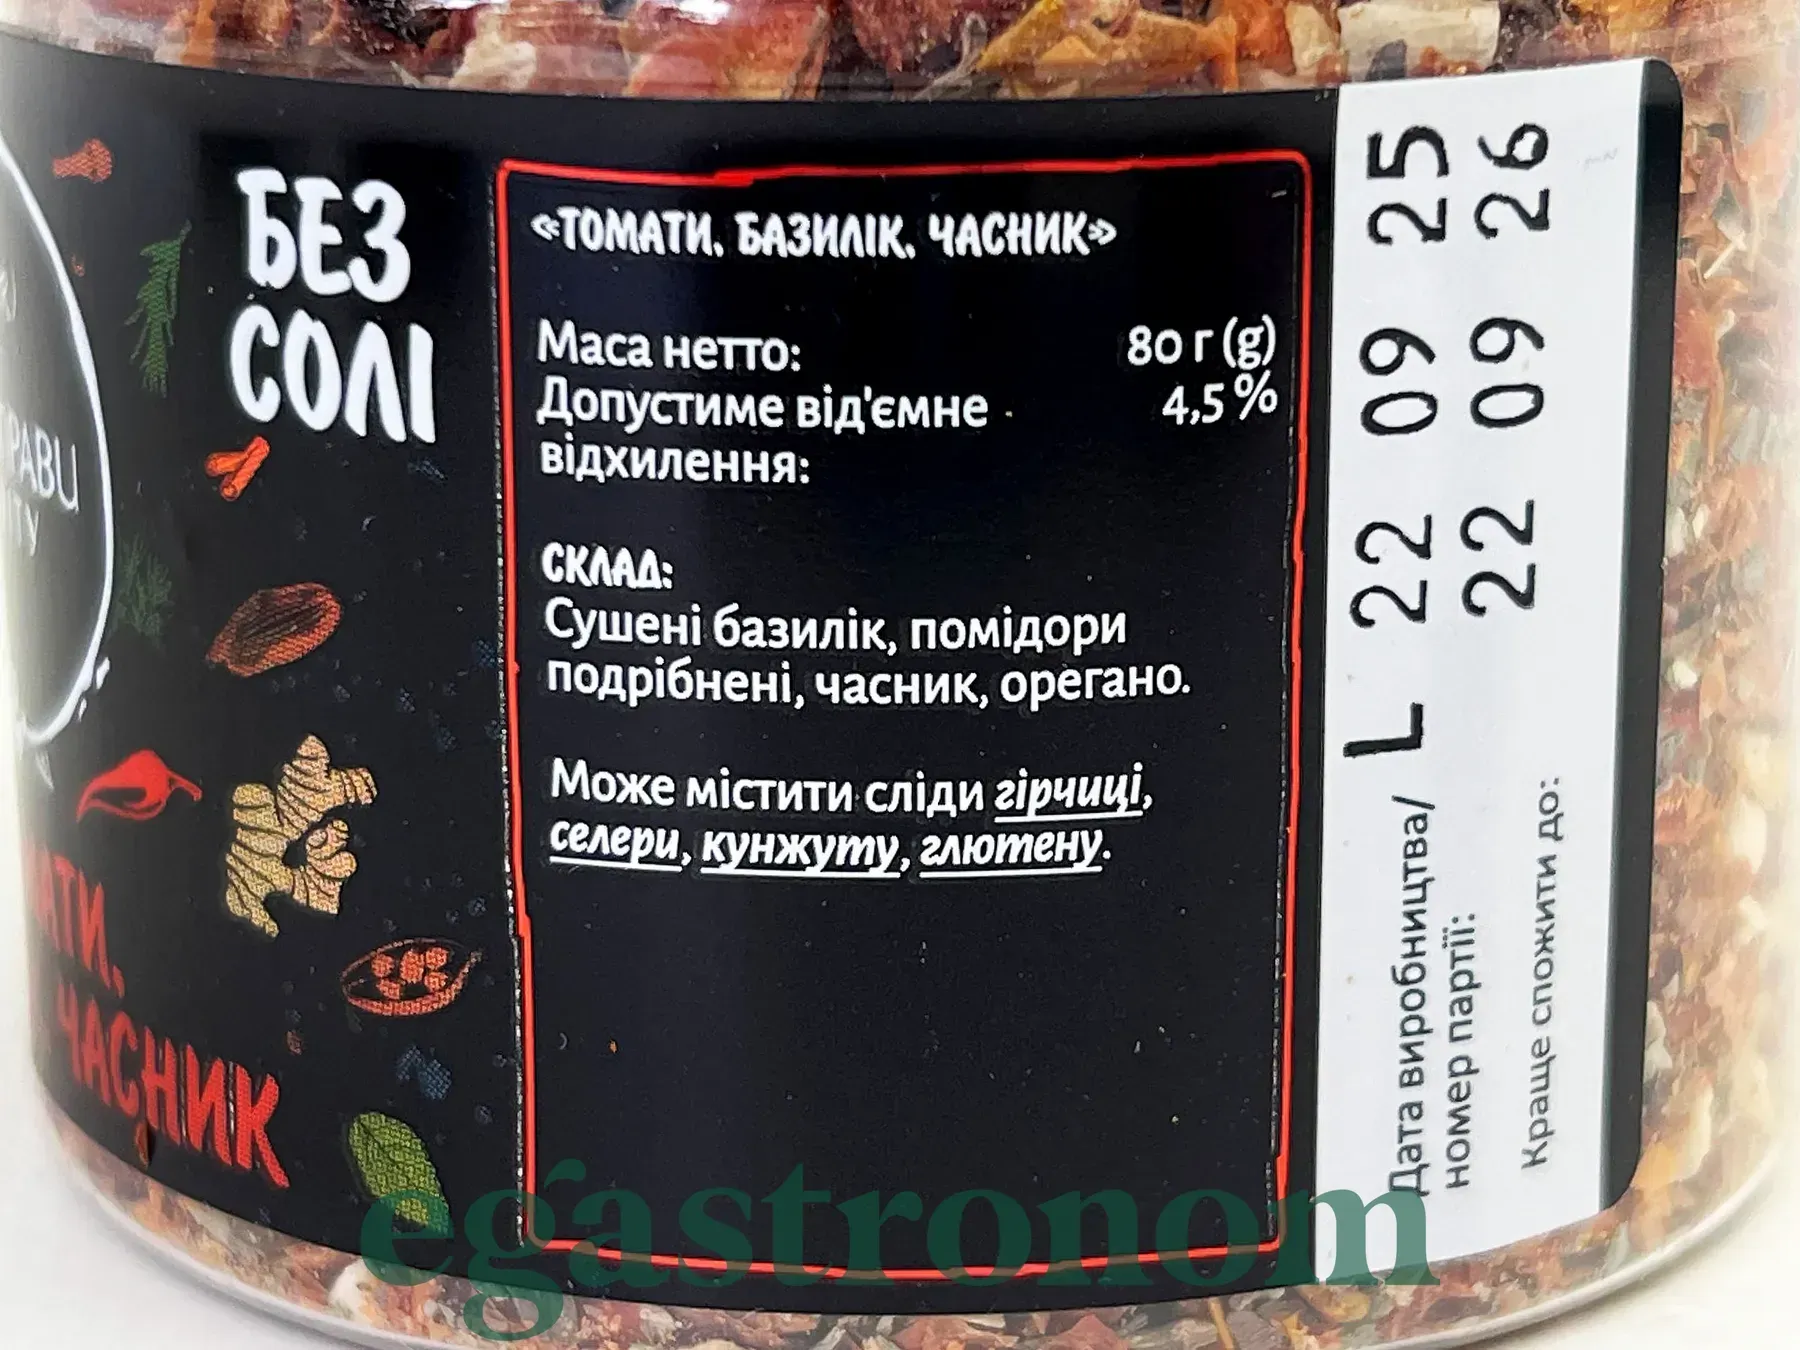 БЕЗ
СОЛІ
ЧАСНИК
«ТОМАТИ, БАЗИЛІК, ЧАСНИК»
Маса нетто: 80 г (g)
Допустиме від'ємне 4,5%
відхилення:
СКЛАД:
Сушені базилік, помідори
подрібнені, часник, орегано.
Може містити сліди гірчиці,
селери, кунжуту, глютену.
Дата виробництва/ L 22 09 25
номер партії:
22 09 26
Краще спожити до:
egastronom